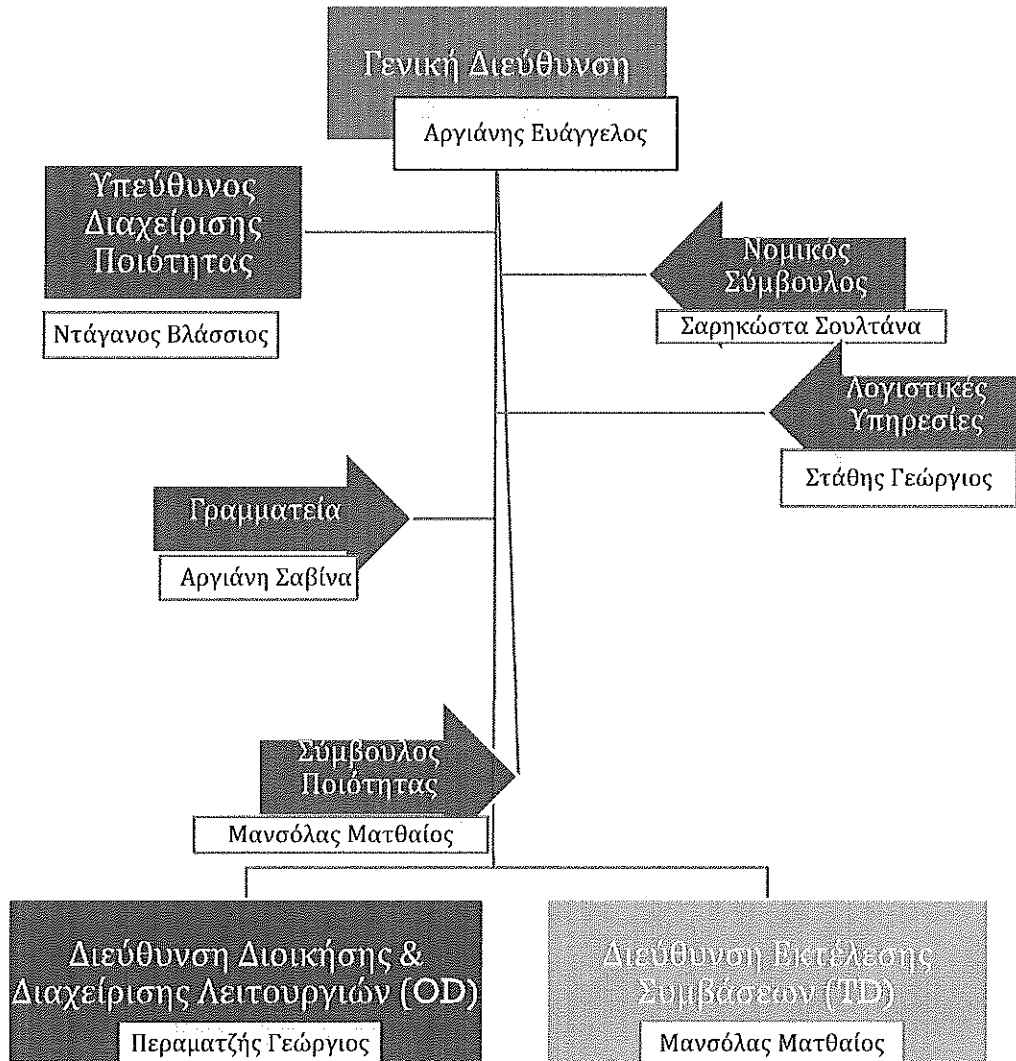 Γενική Διεύθυνση
Αργιάνης Ευάγγελος
Υπεύθυνος
Διαχείρισης
Ποιότητας
Ντάγανος Βλάσσιος
Νομικός
Σύμβουλος
Σαρηκώστα Σουλτάνα
Λογιστικές
Υπηρεσίες
Στάθης Γεώργιος
Γραμματεία
Αργιάνη Σαβίνα
Σύμβουλος
Ποιότητας
Μανσόλας Ματθαίος
Διεύθυνση Διοικήσης &
Διαχείρισης Λειτουργιών (OD)
Περαματζής Γεώργιος
Διεύθυνση Εκτέλεσης
Συμβάσεων (TD)
Μανσόλας Ματθαίος